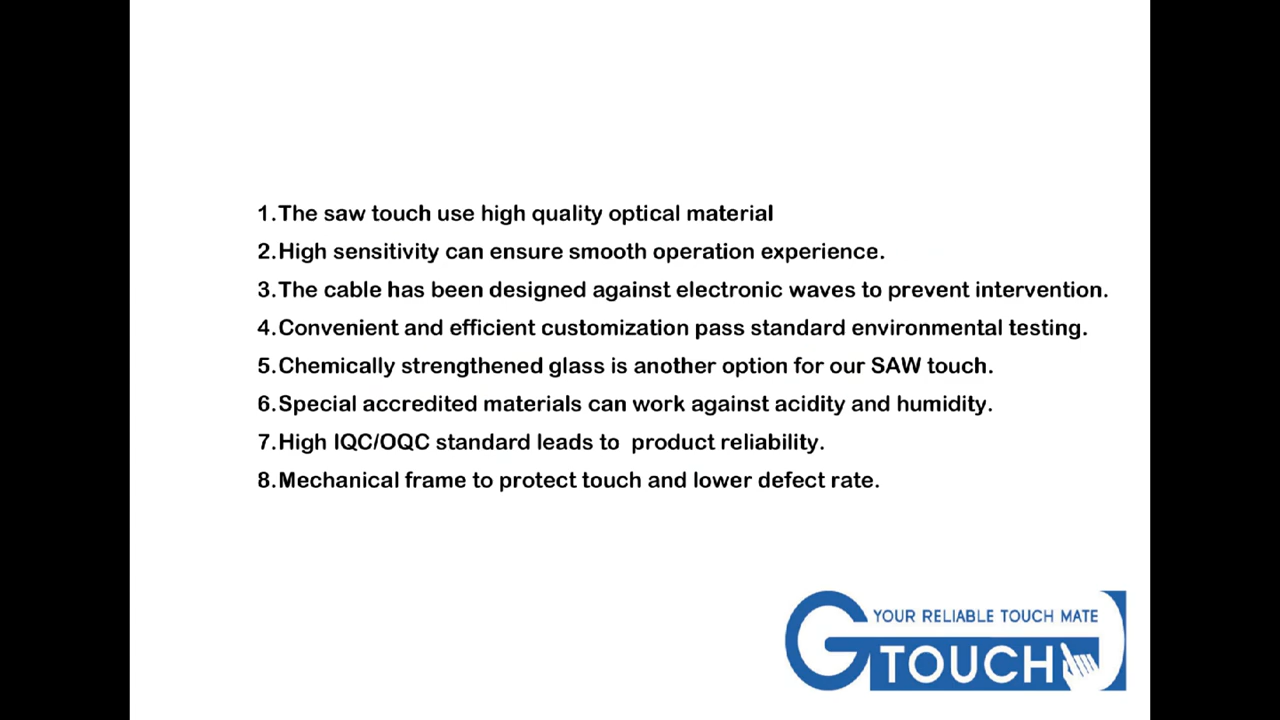 1.The saw touch use high quality optical material
2.High sensitivity can ensure smooth operation experience.
3.The cable has been designed against electronic waves to prevent intervention.
4.Convenient and efficient customization pass standard environmental testing.
5.Chemically strengthened glass is another option for our SAW touch.
6.Special accredited materials can work against acidity and humidity.
7.High IQC/OQC standard leads to  product reliability.
8.Mechanical frame to protect touch and lower defect rate.
YOUR RELIABLE TOUCH MATE
G TOUCH